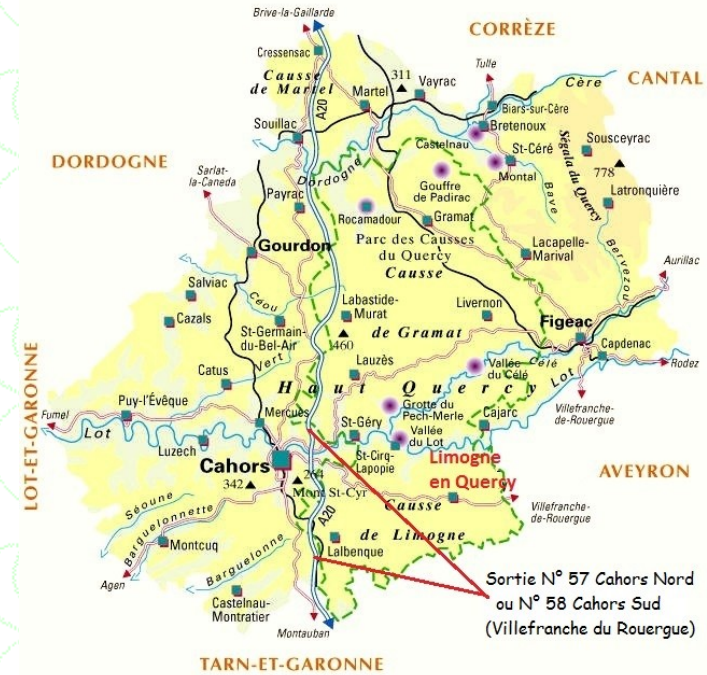 Brive-la-Gaillarde
CORRÈZE
Cressensac
Causse
de Martel
A20
311
Vayrac
Martel
Tulle
Cère
CANTAL
Biars-sur-Cère
Bretenoux
Souillac
Castelnau
St-Céré
Sousceyrac
Ségala du Quercy
778
DORDOGNE
Sarlat-
la-Caneda
Dordogne
Montal
Bave
Latronquière
Payrac
Gouffre
de Padirac
Rocamadour
Gramat
Gourdon
Parc des Causses
du Quercy
Causse
Lacapelle-
Marival
Bervezou
Aurillac
Salviac
Céou
Labastide-
Murat
Livernon
Cazals
St-Germain-
du-Bel-Air
460
de Gramat
Figeac
Capdenac
Vert
Lauzès
Catus
Vallée
du Célé
Célé
Rodez
Haut Quercy
Lot
LOT-ET-GARONNE
Fumel
Puy-l'Évêque
Mercuès
Grotte du
Pech-Merle
Villefranche-
de-Rouergue
Lot
Luzech
St-Géry
Vallée
du Lot
Cajarc
Cahors
St-Cirq-
Lapopie
Limogne
en Quercy
AVEYRON
342
264
Mont St-Cyr
Séoune
Barguelonnette
A20
Causse
Villefranche-
de-Rouergue
Montcuq
Barguelonne
de Limogne
Lalbenque
Agen
Castelnau-
Montratier
Sortie N° 57 Cahors Nord
ou N° 58 Cahors Sud
(Villefranche du Rouergue)
Montauban
TARN-ET-GARONNE